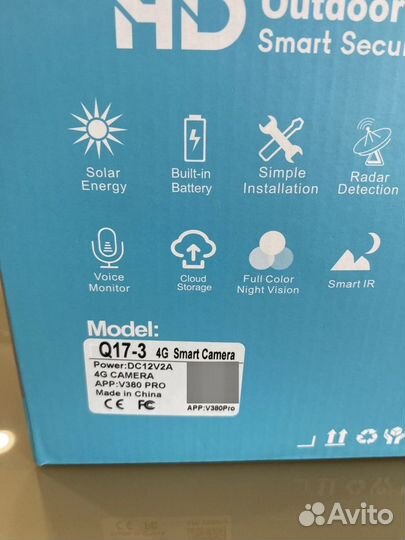 HD Outdoor
Smart Secu
Solar Energy
Built-in Battery
Simple Installation
Radar Detection
Voice Monitor
Cloud Storage
Full Color Night Vision
Smart IR
Model:
Q17-3 4G Smart Camera
Power:DC12V2A
4G CAMERA
APP:V380 PRO
Made in China
CE FC
APP:V380Pro
Avito